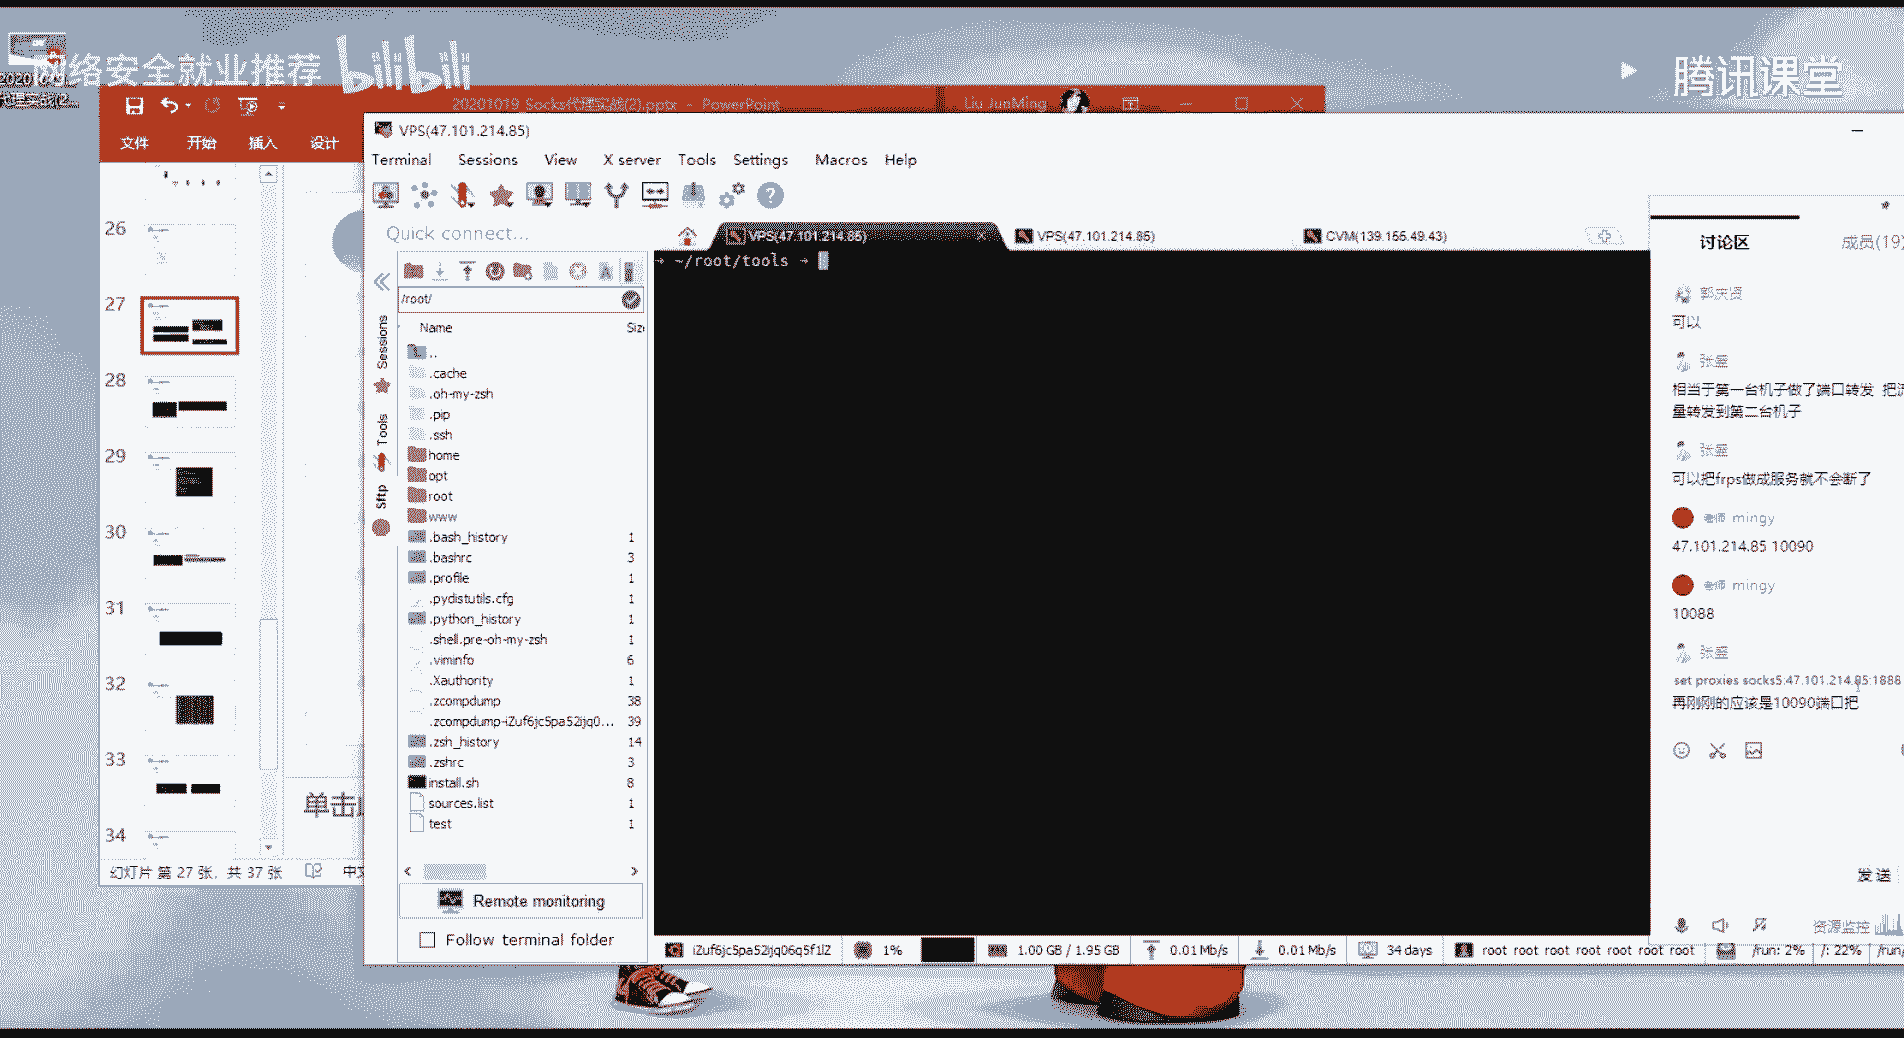 网络安全就业推荐 bilibili
腾讯课堂
20201019 Socks代理实战(2).pptx - PowerPoint
Liu JunMing
文件 开始 插入 设计
VPS(47.101.214.85)
Terminal Sessions View X server Tools Settings Macros Help
Quick connect...
VPS(47.101.214.85)
VPS(47.101.214.85)
CVM(139.155.49.43)
/root/
Name
Siz
Sessions
Tools
Sftp
..
.cache
.oh-my-zsh
.pip
.ssh
home
opt
root
www
.bash_history 1
.bashrc 3
.profile 1
.pydistutils.cfg 1
.python_history 1
.shell.pre-oh-my-zsh 1
.viminfo 6
.Xauthority 1
.zcompdump 38
.zcompdump-iZuf6jc5pa52ijq0... 39
.zsh_history 14
.zshrc 3
install.sh 8
sources.list 1
test 1
Remote monitoring
Follow terminal folder
→ ~/root/tools →
26
27
28
29
30
31
32
33
34
单击
幻灯片 第 27 张，共 37 张
中文
讨论区
成员(19)
郭庆贤
可以
张盛
相当于第一台机子做了端口转发 把流
量转发到第二台机子
张盛
可以把frps做成服务就不会断了
老师 mingy
47.101.214.85 10090
老师 mingy
10088
张盛
set proxies socks5:47.101.214.85:1888
再刚刚的应该是10090端口把
发送
资源监控
iZuf6jc5pa52ijq06q5f1lZ 1% 1.00 GB / 1.95 GB 0.01 Mb/s 0.01 Mb/s 34 days root root root root root root root /run: 2% /: 22% /run/